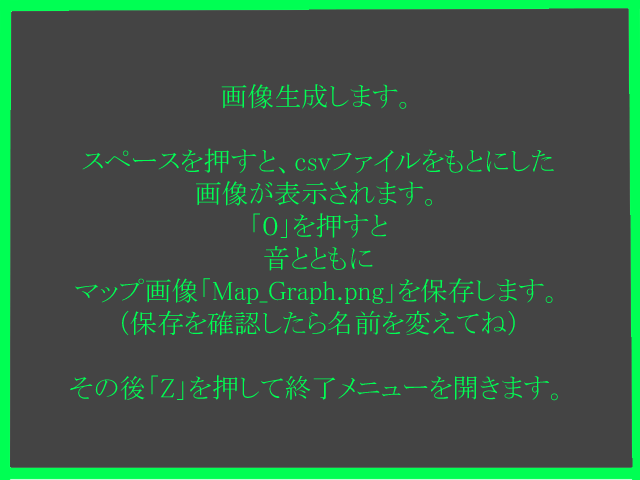 画像生成します。
スペースを押すと、csvファイルをもとにした
画像が表示されます。
「O」を押すと
音とともに
マップ画像「Map_Graph.png」を保存します。
（保存を確認したら名前を変えてね）
その後「Z」を押して終了メニューを開きます。